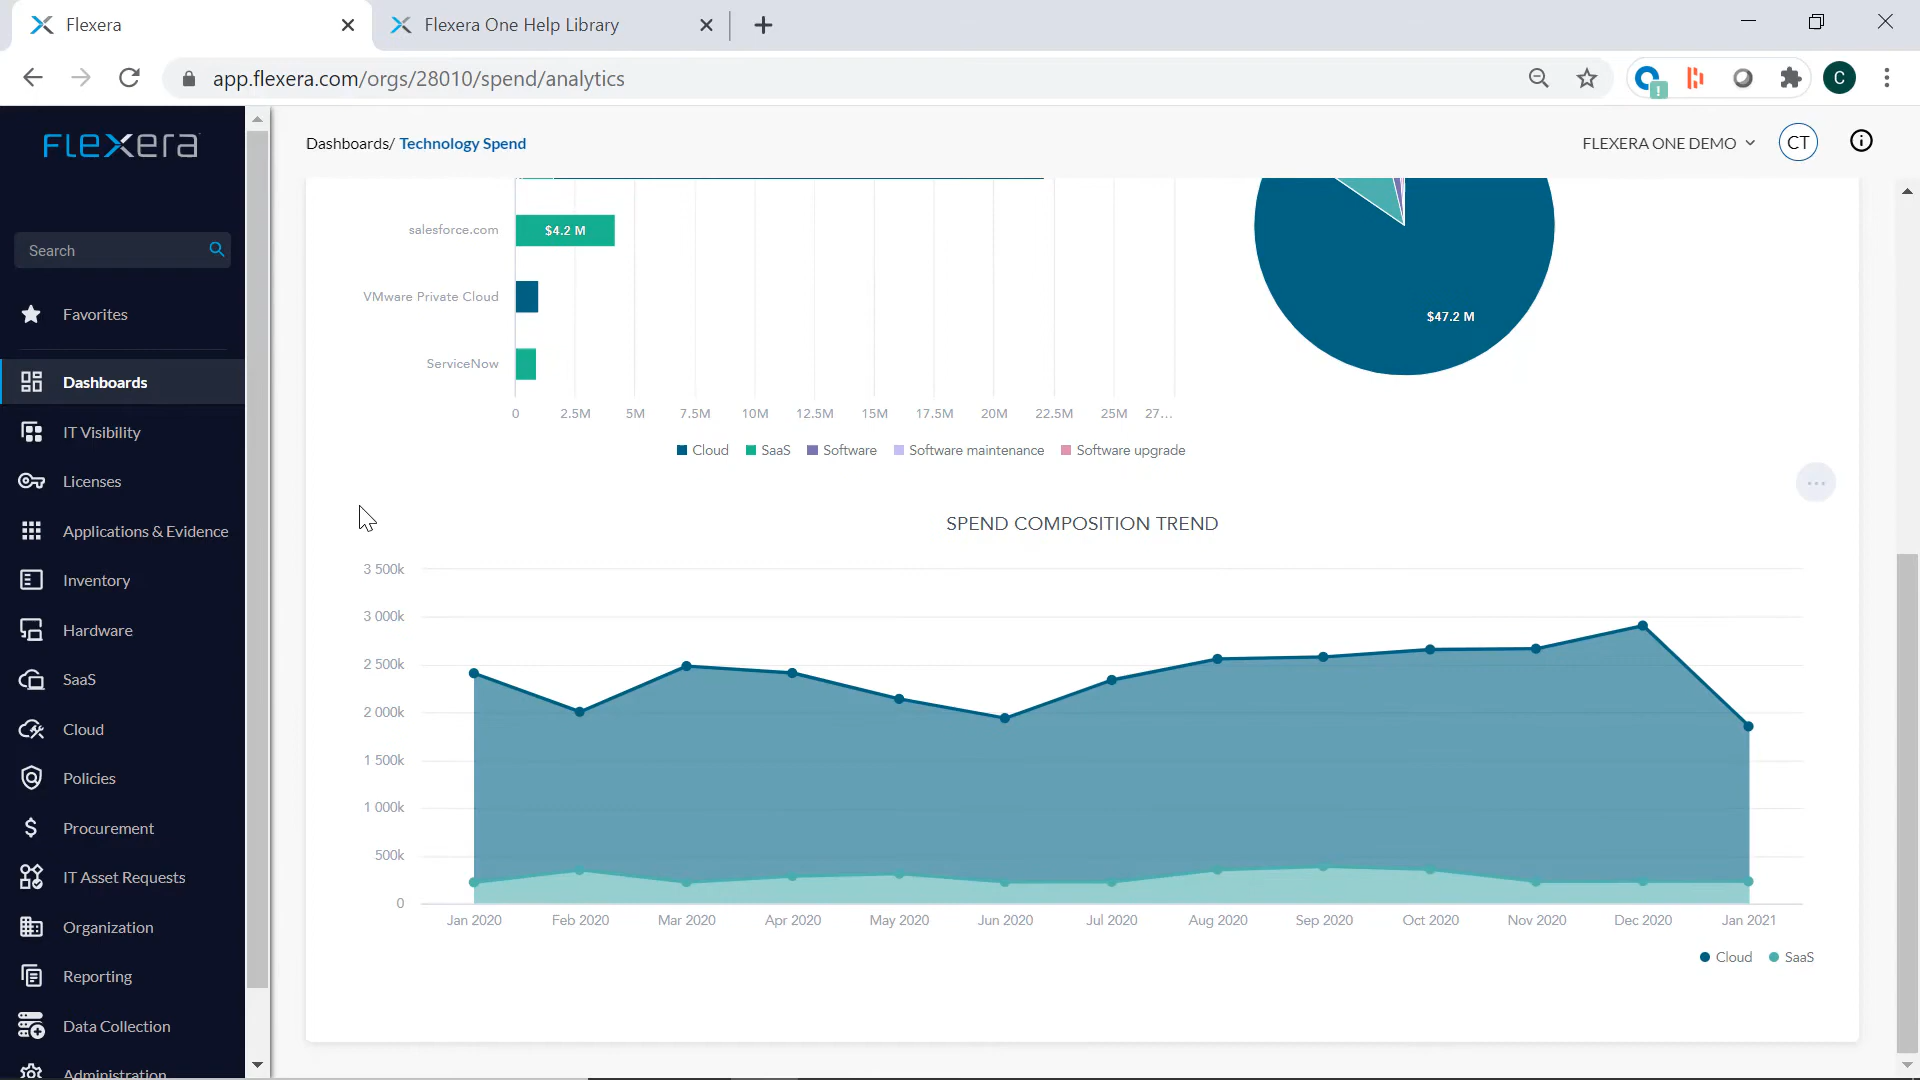 Flexera
Flexera One Help Library
app.flexera.com/orgs/28010/spend/analytics
C
FLEXERA
Search
Favorites
Dashboards
IT Visibility
Licenses
Applications & Evidence
Inventory
Hardware
SaaS
Cloud
Policies
Procurement
IT Asset Requests
Organization
Reporting
Data Collection
Administration
Dashboards/ Technology Spend
FLEXERA ONE DEMO
CT
salesforce.com
$4.2 M
VMware Private Cloud
ServiceNow
0 2.5M 5M 7.5M 10M 12.5M 15M 17.5M 20M 22.5M 25M 27...
Cloud SaaS Software Software maintenance Software upgrade
$47.2 M
SPEND COMPOSITION TREND
3 500k
3 000k
2 500k
2 000k
1 500k
1 000k
500k
0
Jan 2020 Feb 2020 Mar 2020 Apr 2020 May 2020 Jun 2020 Jul 2020 Aug 2020 Sep 2020 Oct 2020 Nov 2020 Dec 2020 Jan 2021
Cloud SaaS